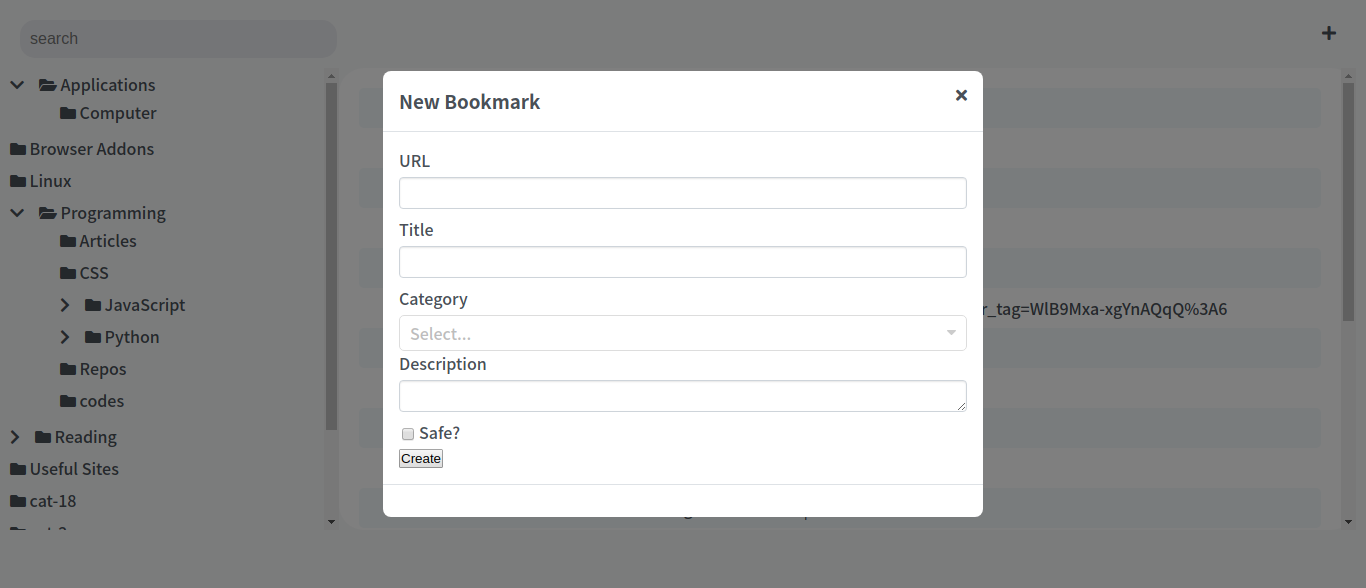 search
Applications
Computer
Browser Addons
Linux
Programming
Articles
CSS
JavaScript
Python
Repos
codes
Reading
Useful Sites
cat-18
New Bookmark
URL
Title
Category
Select...
Description
Safe?
Create
r_tag=WlB9Mxa-xgYnAQqQ%3A6